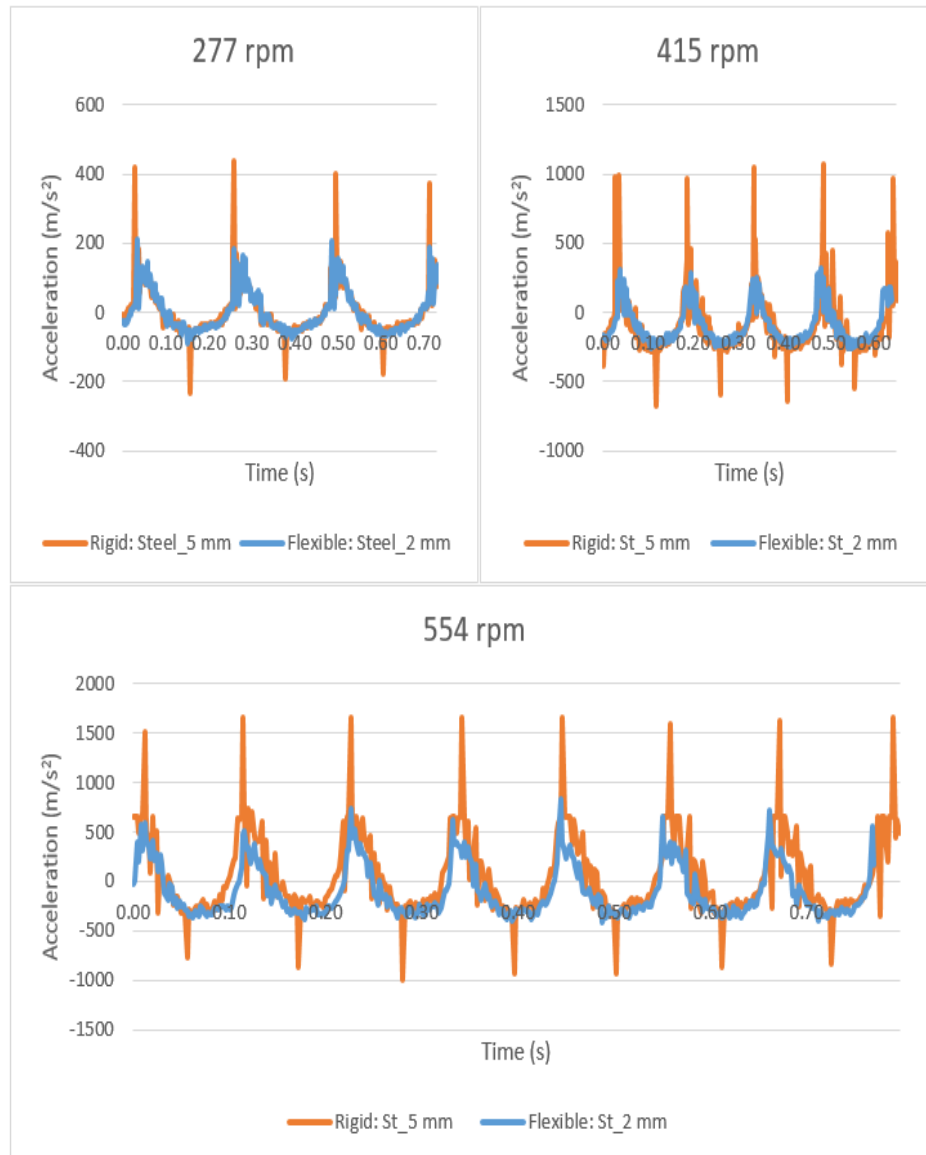 277 rpm
600
400
200
0
-200
-400
0.00 0.10 0.20 0.30 0.40 0.50 0.60 0.70
Acceleration (m/s²)
Time (s)
Rigid: Steel_5 mm Flexible: Steel_2 mm
415 rpm
1500
1000
500
0
-500
-1000
0.00 0.10 0.20 0.30 0.40 0.50 0.60
Acceleration (m/s²)
Time (s)
Rigid: St_5 mm Flexible: St_2 mm
554 rpm
2000
1500
1000
500
0
-500
-1000
-1500
0.00 0.10 0.20 0.30 0.40 0.50 0.60 0.70
Acceleration (m/s²)
Time (s)
Rigid: St_5 mm Flexible: St_2 mm